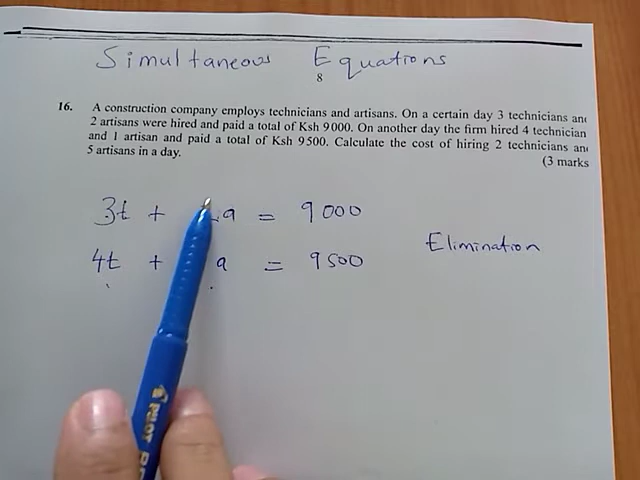 Simultaneous Equations
8
16. A construction company employs technicians and artisans. On a certain day 3 technicians and
2 artisans were hired and paid a total of Ksh 9000. On another day the firm hired 4 technician
and 1 artisan and paid a total of Ksh 9500. Calculate the cost of hiring 2 technicians and
5 artisans in a day. (3 marks
3t + a = 9000
4t + a = 9500
Elimination
PILOT